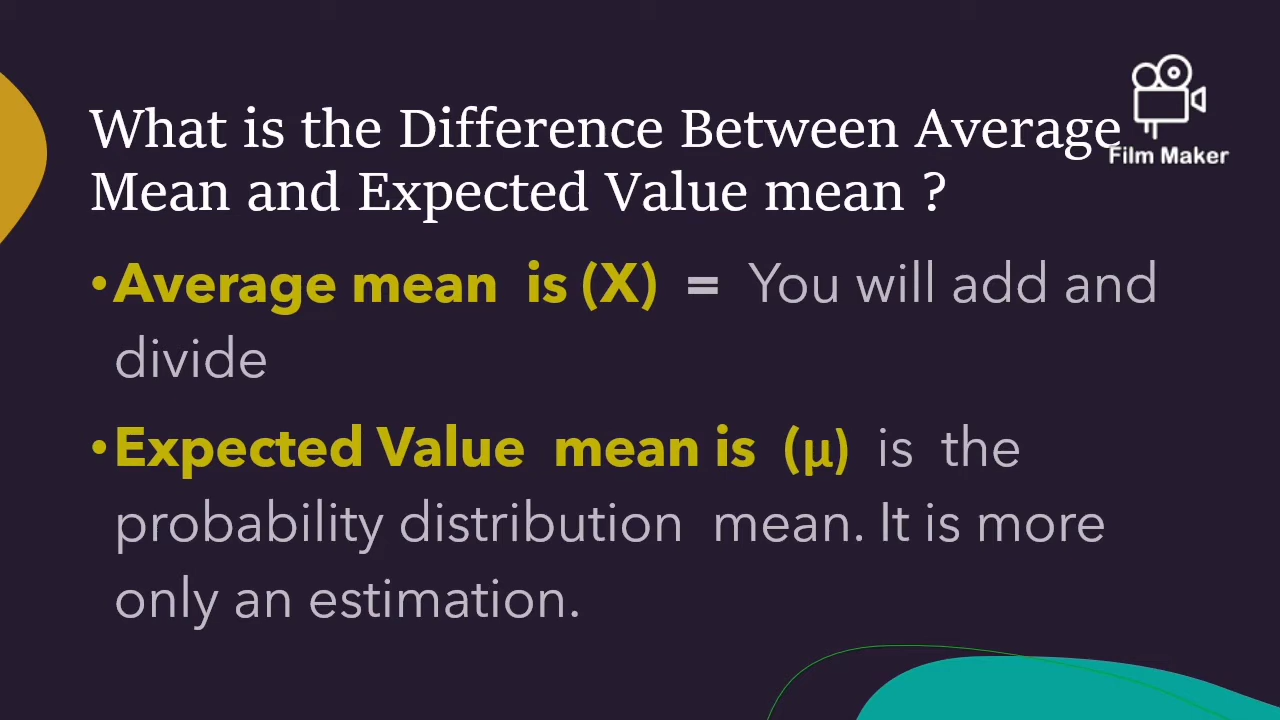 What is the Difference Between Average
Film Maker
Mean and Expected Value mean ?
•Average mean is (X) = You will add and
divide
•Expected Value mean is (μ) is the
probability distribution mean. It is more
only an estimation.